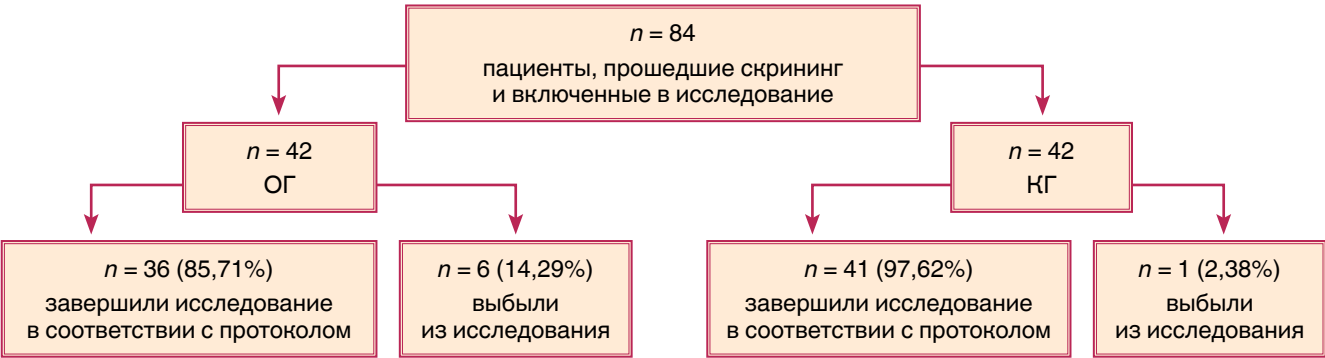 n = 84
пациенты, прошедшие скрининг
и включенные в исследование
n = 42
ОГ
n = 42
КГ
n = 36 (85,71%)
завершили исследование
в соответствии с протоколом
n = 6 (14,29%)
выбыли
из исследования
n = 41 (97,62%)
завершили исследование
в соответствии с протоколом
n = 1 (2,38%)
выбыли
из исследования